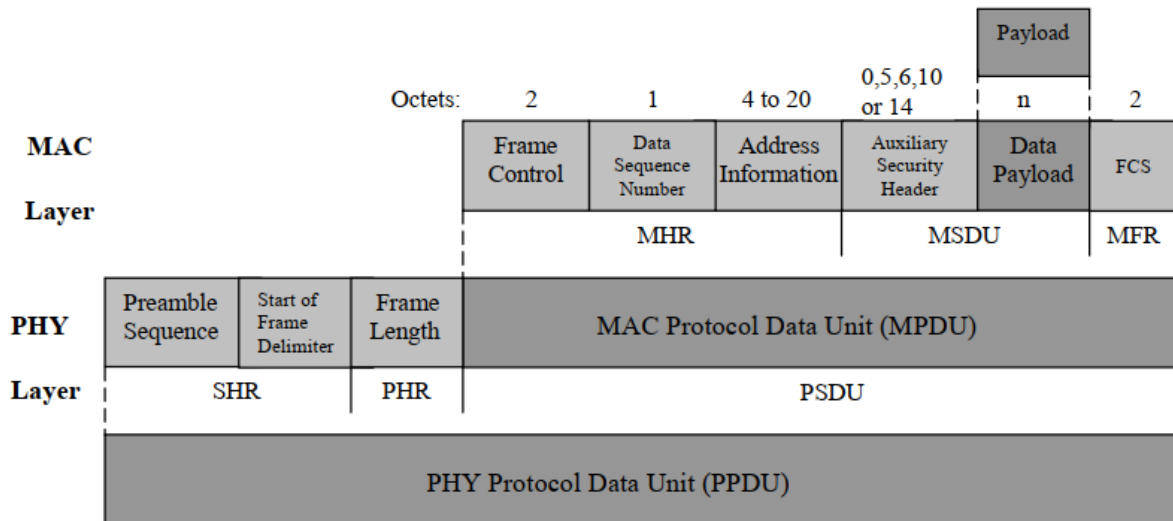 Payload
0,5,6,10
or 14
Octets: 2 1 4 to 20 n 2
MAC
Layer
Frame
Control
Data
Sequence
Number
Address
Information
Auxiliary
Security
Header
Data
Payload
FCS
MHR MSDU MFR
PHY
Layer
Preamble
Sequence
Start of
Frame
Delimiter
Frame
Length
MAC Protocol Data Unit (MPDU)
SHR PHR PSDU
PHY Protocol Data Unit (PPDU)